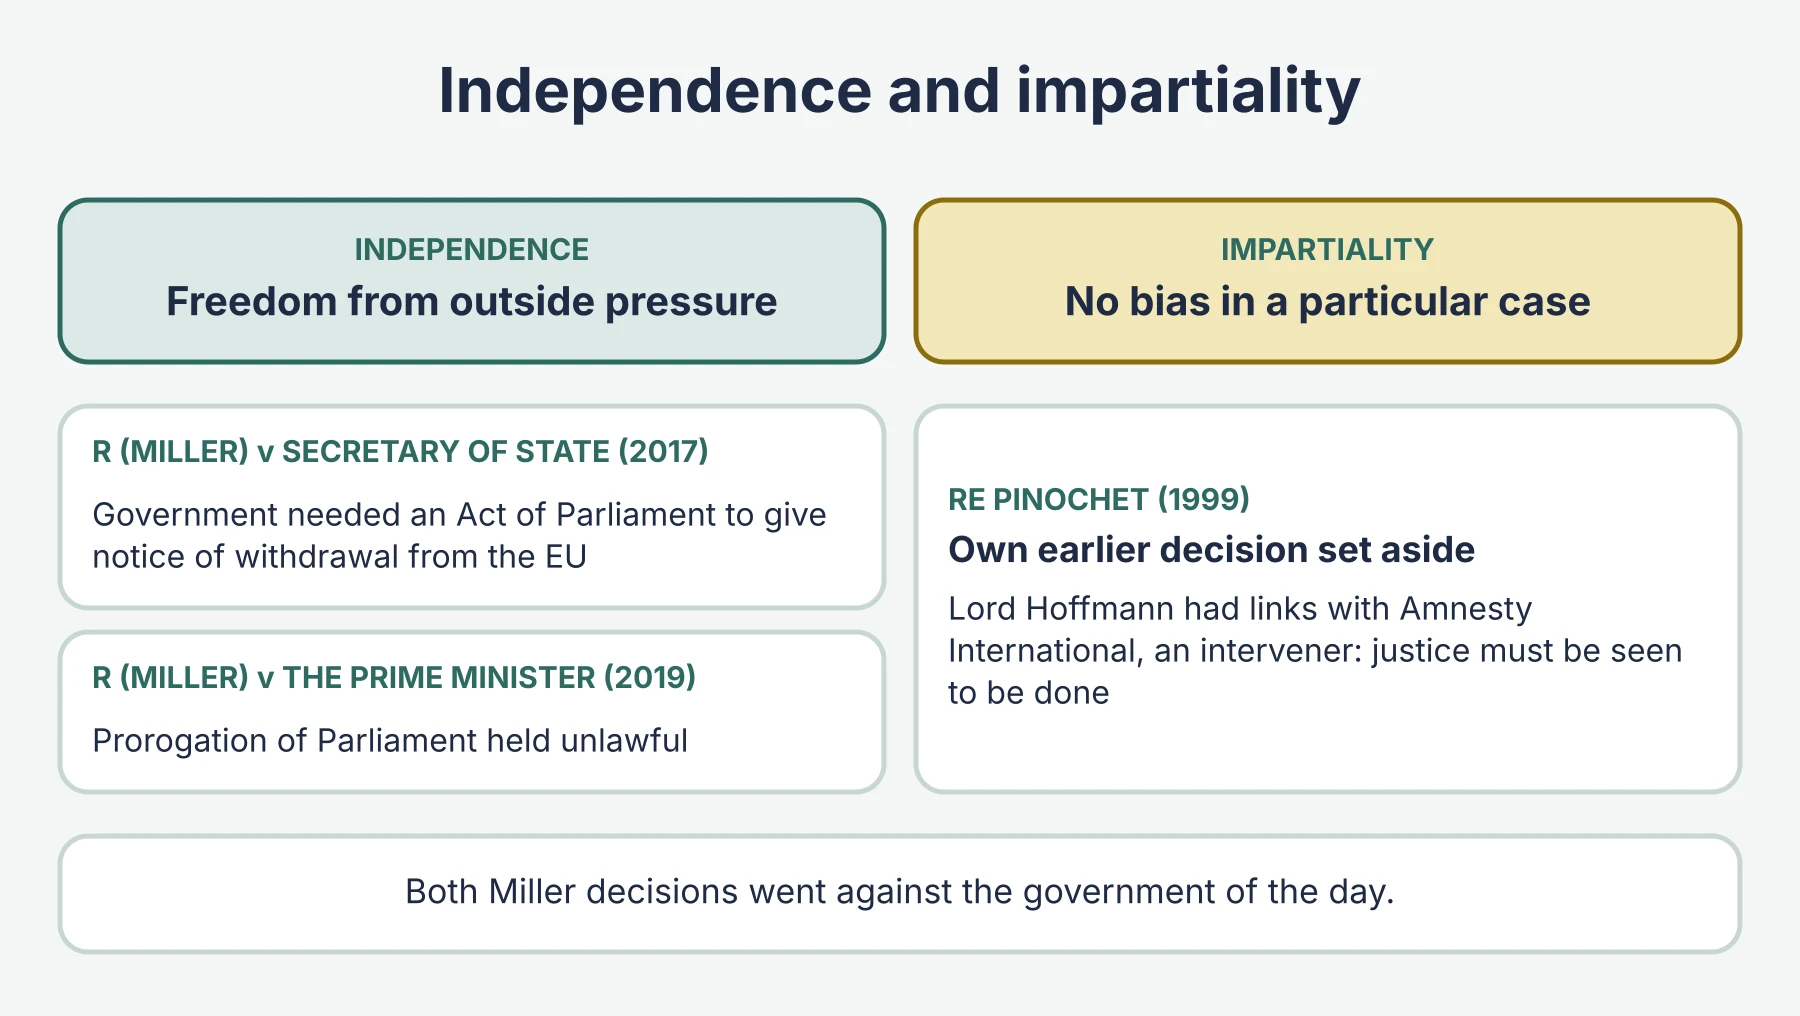 Independence and impartiality
INDEPENDENCE
Freedom from outside pressure
IMPARTIALITY
No bias in a particular case
R (MILLER) v SECRETARY OF STATE (2017)
Government needed an Act of Parliament to give
notice of withdrawal from the EU
R (MILLER) v THE PRIME MINISTER (2019)
Prorogation of Parliament held unlawful
RE PINOCHET (1999)
Own earlier decision set aside
Lord Hoffmann had links with Amnesty
International, an intervener: justice must be seen
to be done
Both Miller decisions went against the government of the day.